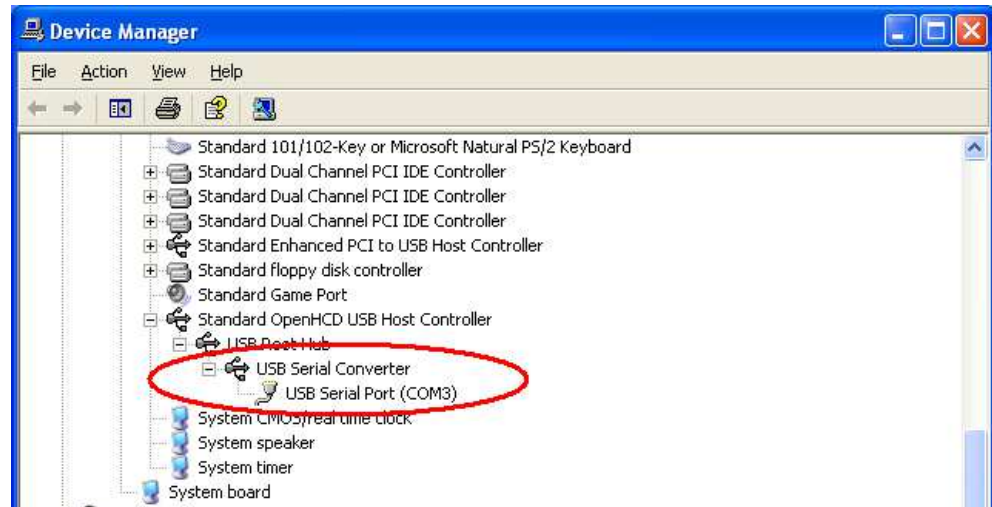 Device Manager
File Action View Help
Standard 101/102-Key or Microsoft Natural PS/2 Keyboard
Standard Dual Channel PCI IDE Controller
Standard Dual Channel PCI IDE Controller
Standard Dual Channel PCI IDE Controller
Standard Enhanced PCI to USB Host Controller
Standard floppy disk controller
Standard Game Port
Standard OpenHCD USB Host Controller
USB Root Hub
USB Serial Converter
USB Serial Port (COM3)
System CMOS/real time clock
System speaker
System timer
System board